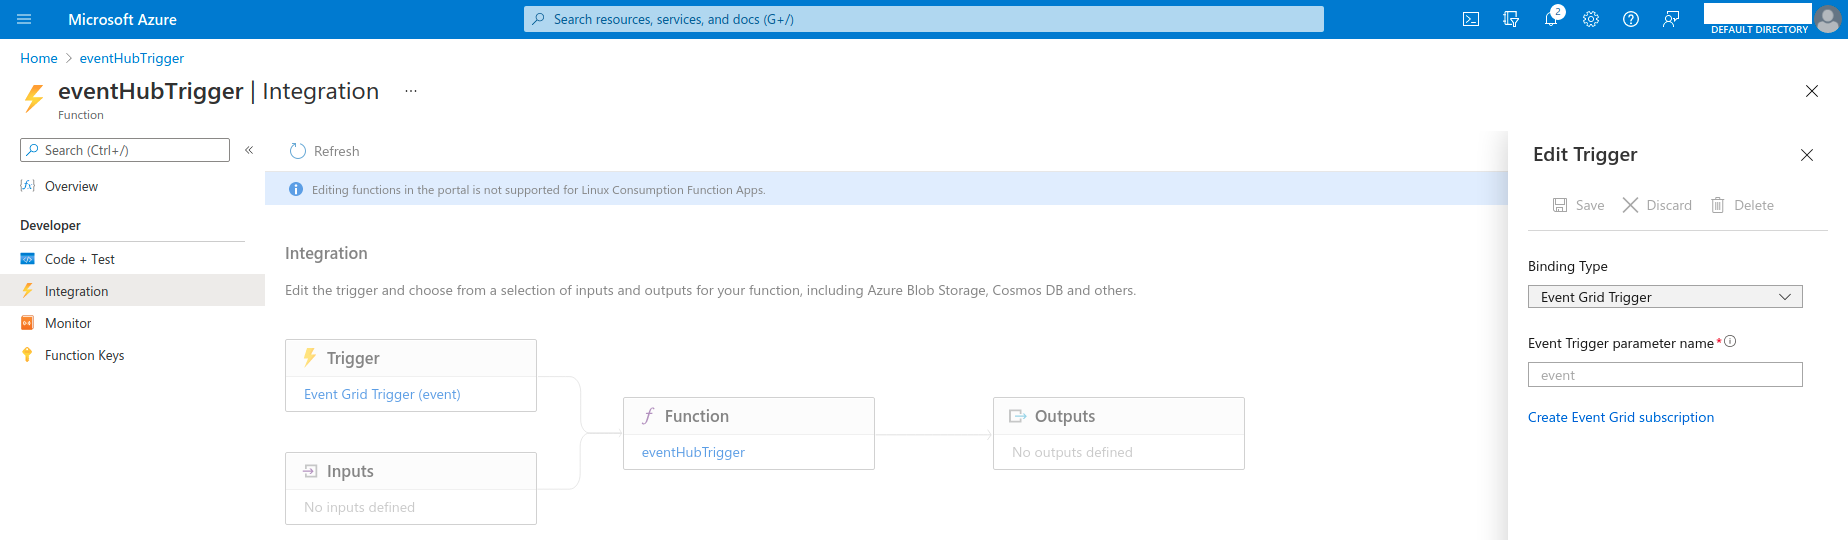 Microsoft Azure
Search resources, services, and docs (G+/)
2
DEFAULT DIRECTORY
Home > eventHubTrigger
eventHubTrigger | Integration ...
Function
Search (Ctrl+/)
«
Overview
Developer
Code + Test
Integration
Monitor
Function Keys
Refresh
Editing functions in the portal is not supported for Linux Consumption Function Apps.
Integration
Edit the trigger and choose from a selection of inputs and outputs for your function, including Azure Blob Storage, Cosmos DB and others.
Trigger
Event Grid Trigger (event)
Inputs
No inputs defined
Function
eventHubTrigger
Outputs
No outputs defined
Edit Trigger
Save Discard Delete
Binding Type
Event Grid Trigger
Event Trigger parameter name*
event
Create Event Grid subscription